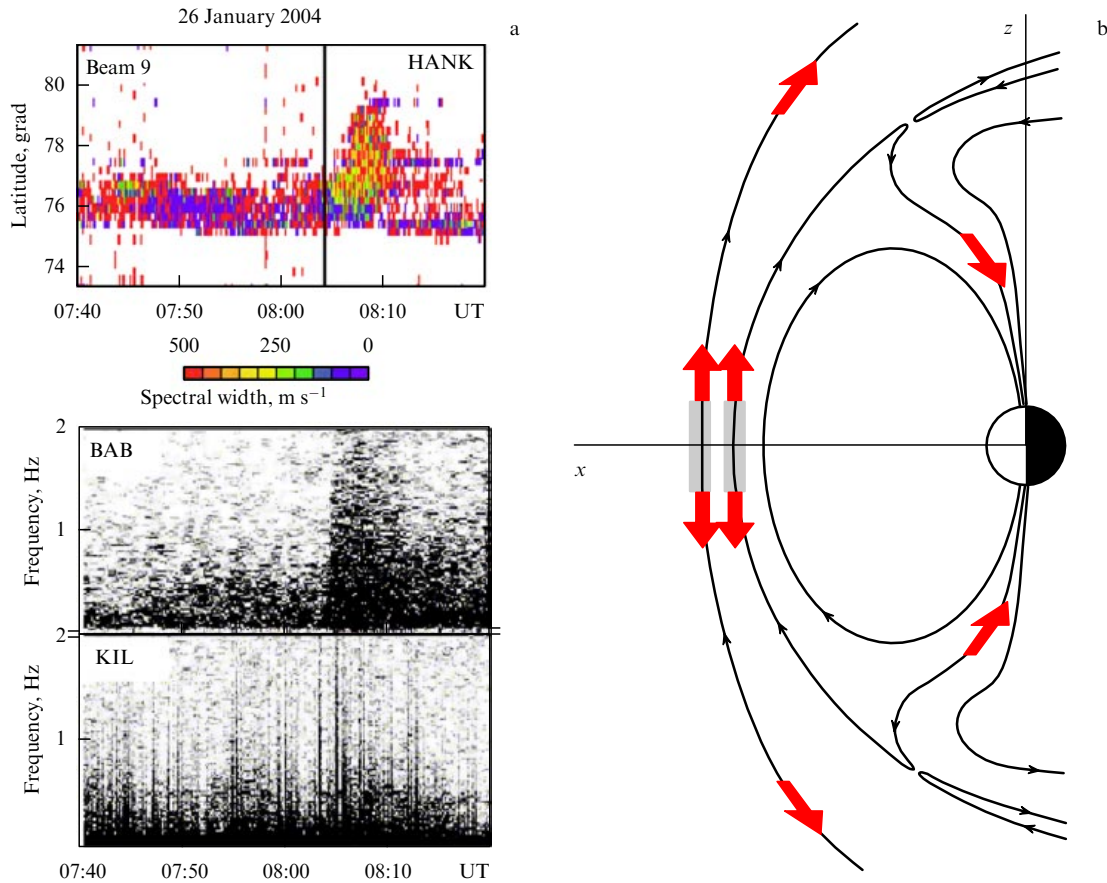 26 January 2004
a
Beam 9
HANK
Latitude, grad
80
78
76
74
07:40
07:50
08:00
08:10
UT
500
250
0
Spectral width, m s⁻¹
BAB
Frequency, Hz
2
1
KIL
Frequency, Hz
2
1
07:40
07:50
08:00
08:10
UT
z
b
x